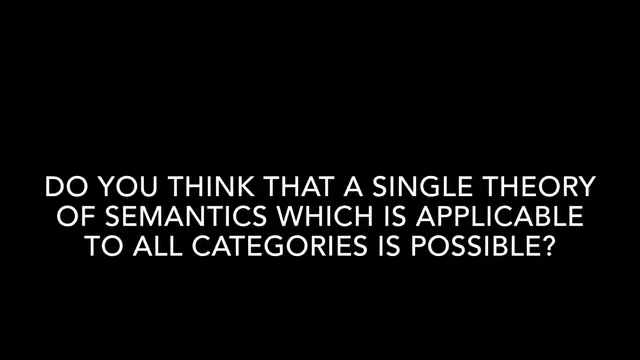 DO YOU THINK THAT A SINGLE THEORY
OF SEMANTICS WHICH IS APPLICABLE
TO ALL CATEGORIES IS POSSIBLE?